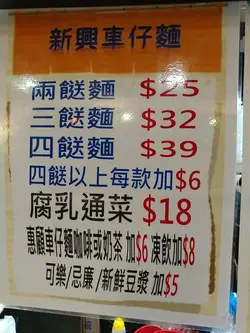 新興車仔麵
兩餸麵 $25
三餸麵 $32
四餸麵 $39
四餸以上每款加$6
腐乳通菜 $18
惠顧車仔麵咖啡或奶茶 加$6 凍飲加$8
可樂/忌廉/新鮮豆漿 加$5